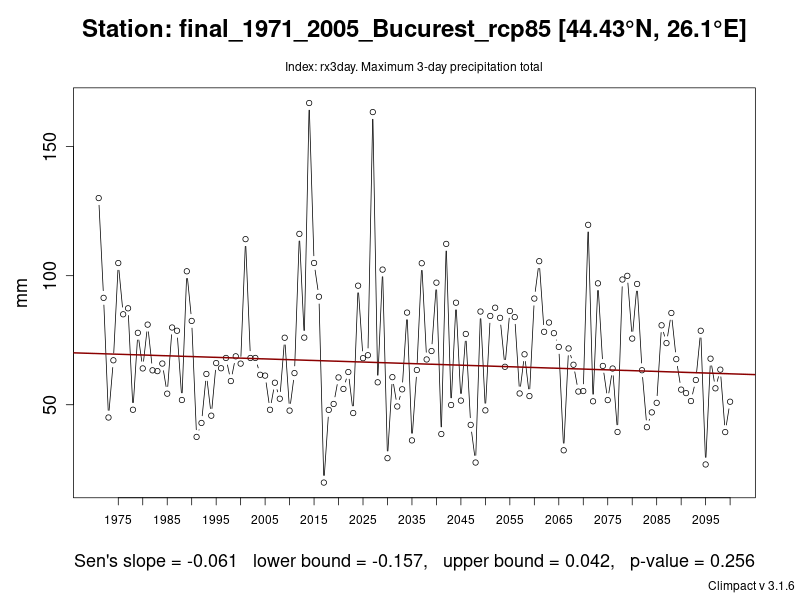 Station: final_1971_2005_Bucurest_rcp85 [44.43°N, 26.1°E]
Index: rx3day. Maximum 3-day precipitation total
mm
150
100
50
1975 1985 1995 2005 2015 2025 2035 2045 2055 2065 2075 2085 2095
Sen's slope = -0.061 lower bound = -0.157, upper bound = 0.042, p-value = 0.256
Climpact v 3.1.6